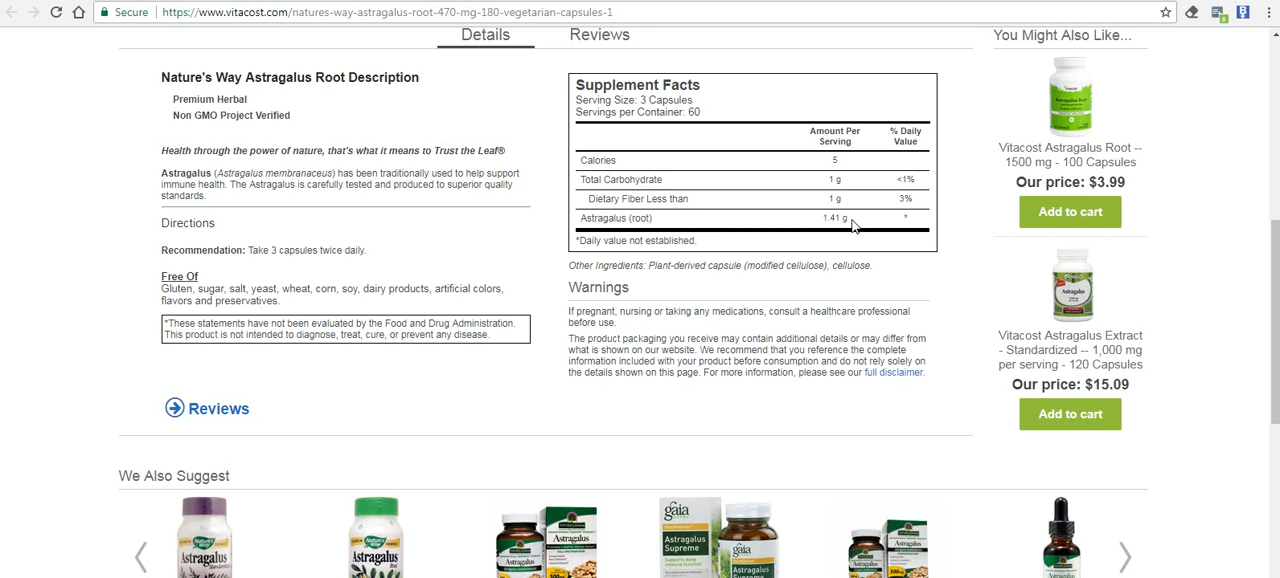 Secure
https://www.vitacost.com/natures-way-astragalus-root-470-mg-180-vegetarian-capsules-1
Details
Reviews
You Might Also Like...
Nature's Way Astragalus Root Description
Premium Herbal
Non GMO Project Verified
Health through the power of nature, that's what it means to Trust the Leaf®
Astragalus (Astragalus membranaceus) has been traditionally used to help support
immune health. The Astragalus is carefully tested and produced to superior quality
standards.
Directions
Recommendation: Take 3 capsules twice daily.
Free Of
Gluten, sugar, salt, yeast, wheat, corn, soy, dairy products, artificial colors,
flavors and preservatives.
*These statements have not been evaluated by the Food and Drug Administration.
This product is not intended to diagnose, treat, cure, or prevent any disease.
Reviews
Supplement Facts
Serving Size: 3 Capsules
Servings per Container: 60
Amount Per
Serving
% Daily
Value
Calories 5
Total Carbohydrate 1 g <1%
Dietary Fiber Less than 1 g 3%
Astragalus (root) 1.41 g *
*Daily value not established.
Other Ingredients: Plant-derived capsule (modified cellulose), cellulose.
Warnings
If pregnant, nursing or taking any medications, consult a healthcare professional
before use.
The product packaging you receive may contain additional details or may differ from
what is shown on our website. We recommend that you reference the complete
information included with your product before consumption and do not rely solely on
the details shown on this page. For more information, please see our full disclaimer.
Vitacost Astragalus Root --
1500 mg - 100 Capsules
Our price: $3.99
Add to cart
Vitacost Astragalus Extract
- Standardized -- 1,000 mg
per serving - 120 Capsules
Our price: $15.09
Add to cart
We Also Suggest
Astragalus
Astragalus
Astragalus
gaia
Astragalus
Supreme
gaia
Astragalus
Supreme
Astragalus